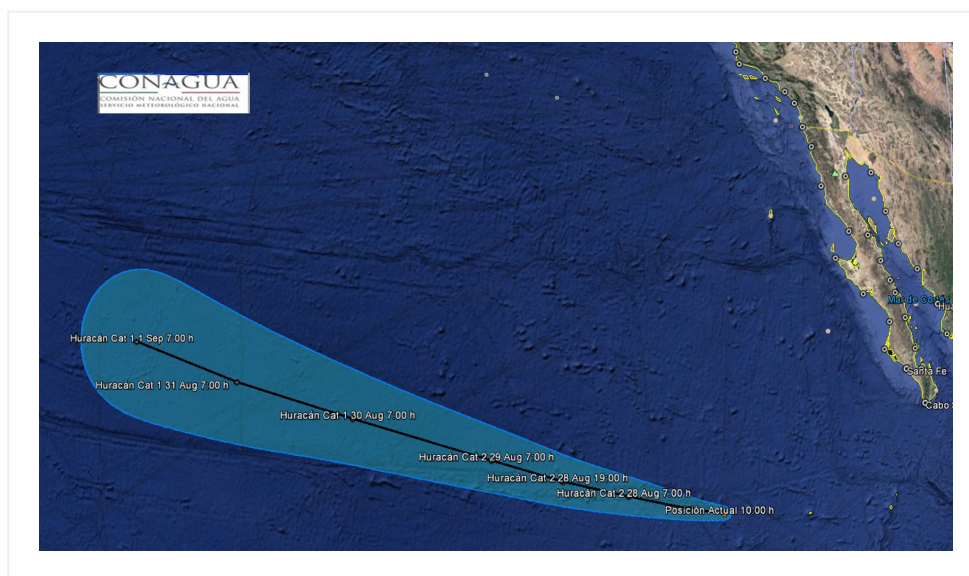 CONAGUA
COMISIÓN NACIONAL DEL AGUA
SERVICIO METEOROLÓGICO NACIONAL
Mar de Cortés
Huracán Cat 1 1 Sep 7:00 h
Santa Fe
Huracán Cat 1 31 Aug 7:00 h
Cabo S
Huracán Cat 1 30 Aug 7:00 h
Huracán Cat 2 29 Aug 7:00 h
Huracán Cat 2 28 Aug 19:00 h
Huracán Cat 2 28 Aug 7:00 h
Posición Actual 10:00 h